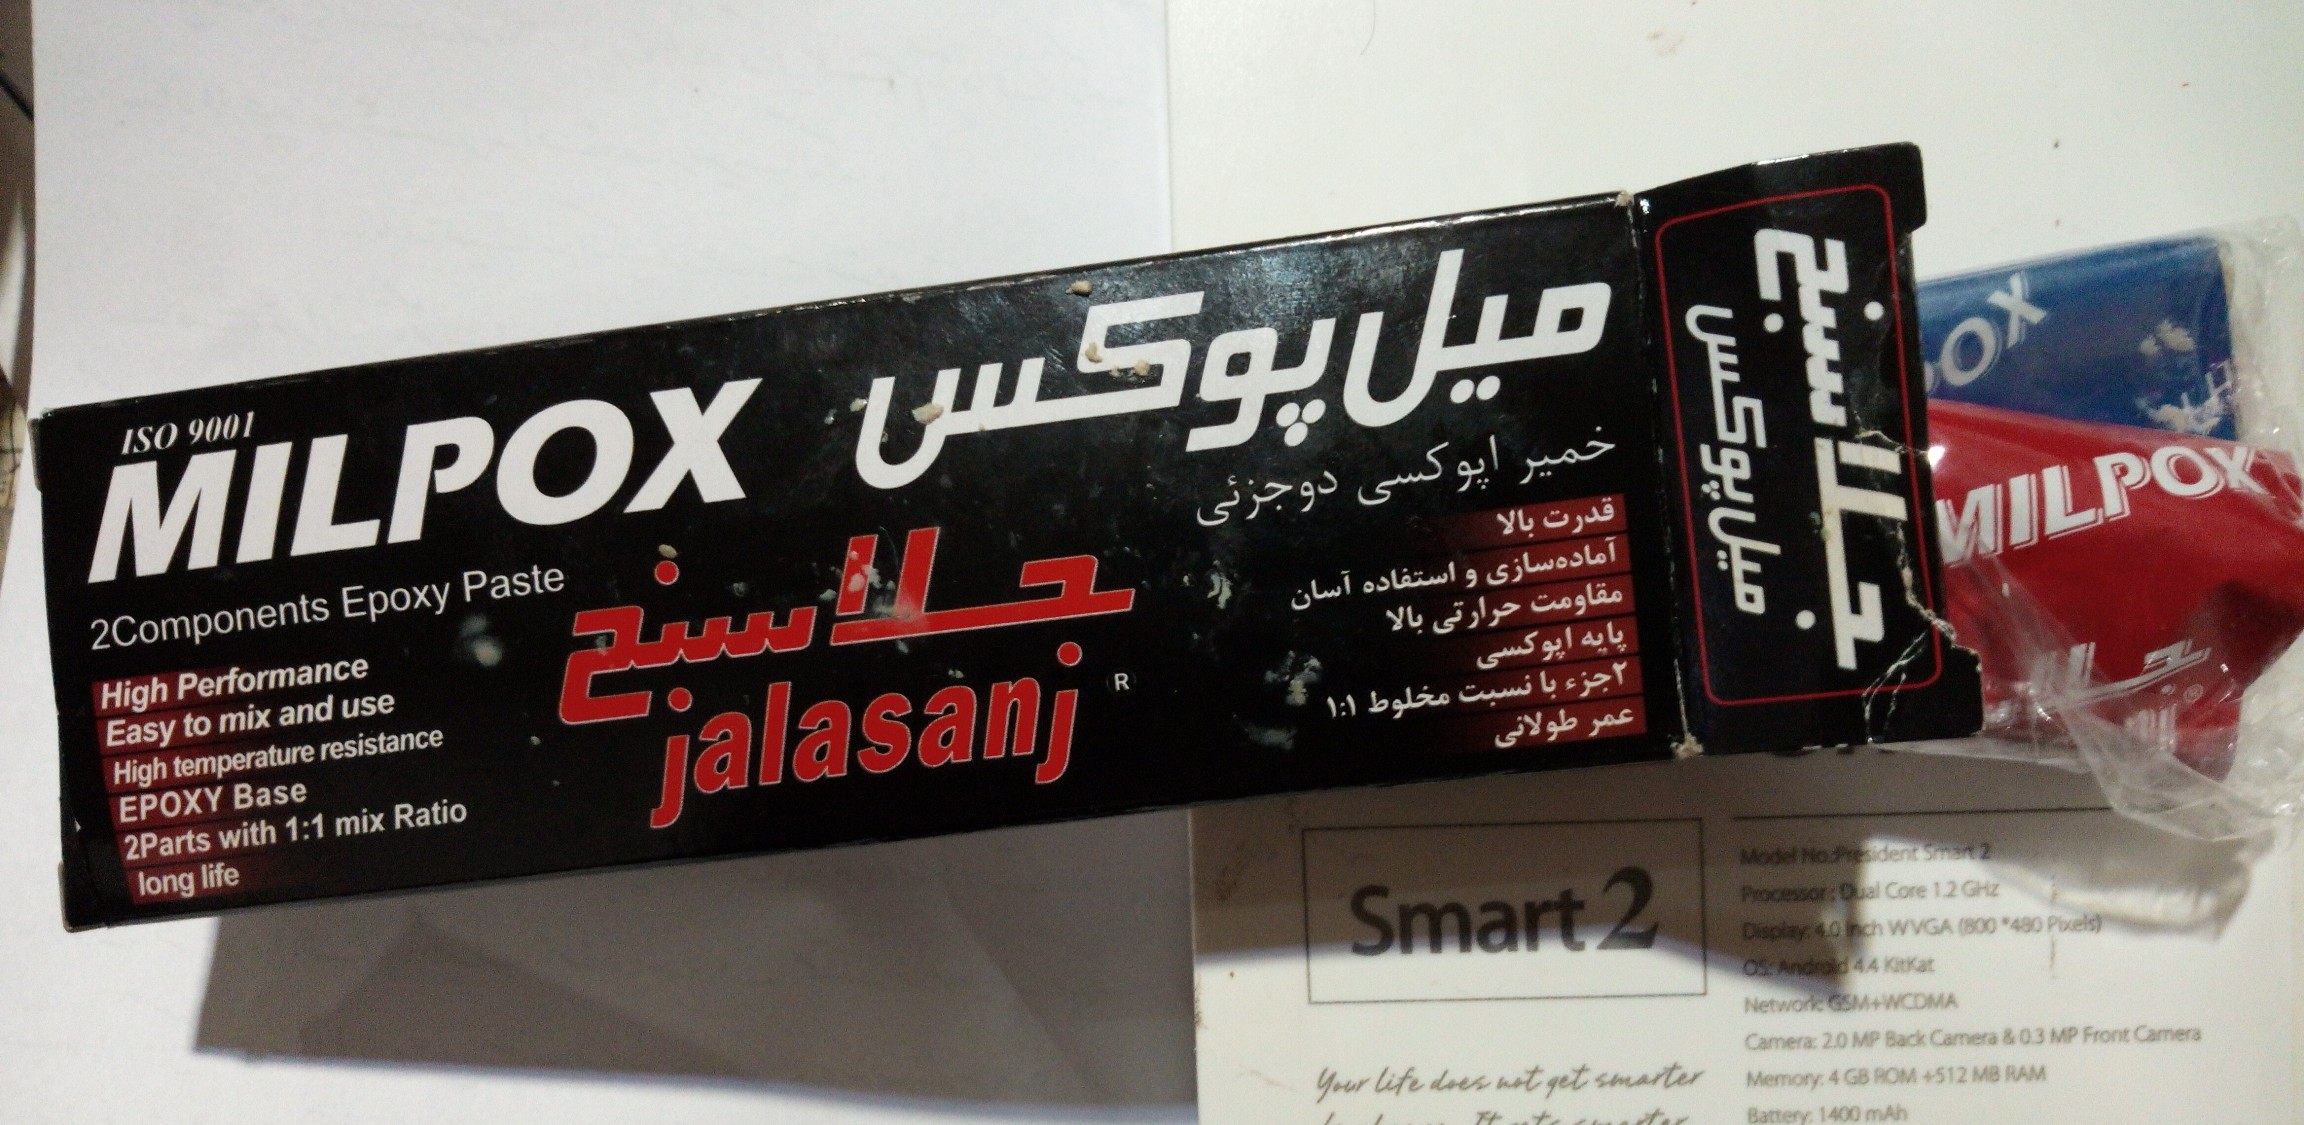 ISO 9001
MILPOX
میل پوکس
2Components Epoxy Paste
خمیر اپوکسی دوجزئی
جلاسنج
jalasanj ®
High Performance
Easy to mix and use
High temperature resistance
EPOXY Base
2Parts with 1:1 mix Ratio
long life
قدرت بالا
آماده‌سازی و استفاده آسان
مقاومت حرارتی بالا
پایه اپوکسی
۲جزء با نسبت مخلوط ۱:۱
عمر طولانی
جلاسنج
میل پوکس
POX
MILPOX
Smart 2
Model No:President Smart 2
Processor : Dual Core 1.2 GHz
Display: 4.0 Inch WVGA (800 *480 Pixels)
OS: Android 4.4 KitKat
Network: GSM+WCDMA
Camera: 2.0 MP Back Camera & 0.3 MP Front Camera
Memory: 4 GB ROM +512 MB RAM
Battery: 1400 mAh
Your life does not get smarter